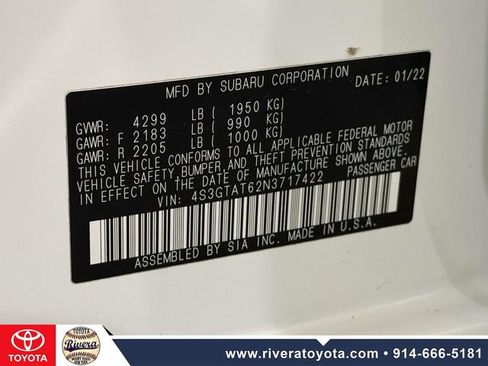 MFD BY SUBARU CORPORATION DATE: 01/22
GVWR: 4299 LB ( 1950 KG)
GAWR: F 2183 LB ( 990 KG)
GAWR: R 2205 LB ( 1000 KG)
THIS VEHICLE CONFORMS TO ALL APPLICABLE FEDERAL MOTOR
VEHICLE SAFETY,BUMPER,AND THEFT PREVENTION STANDARDS
IN EFFECT ON THE DATE OF MANUFACTURE SHOWN ABOVE.
VIN: 4S3GTAT62N3717422 PASSENGER CAR
ASSEMBLED BY SIA INC. MADE IN U.S.A.
TOYOTA
Rivera
TOYOTA
www.riveratoyota.com • 914-666-5181